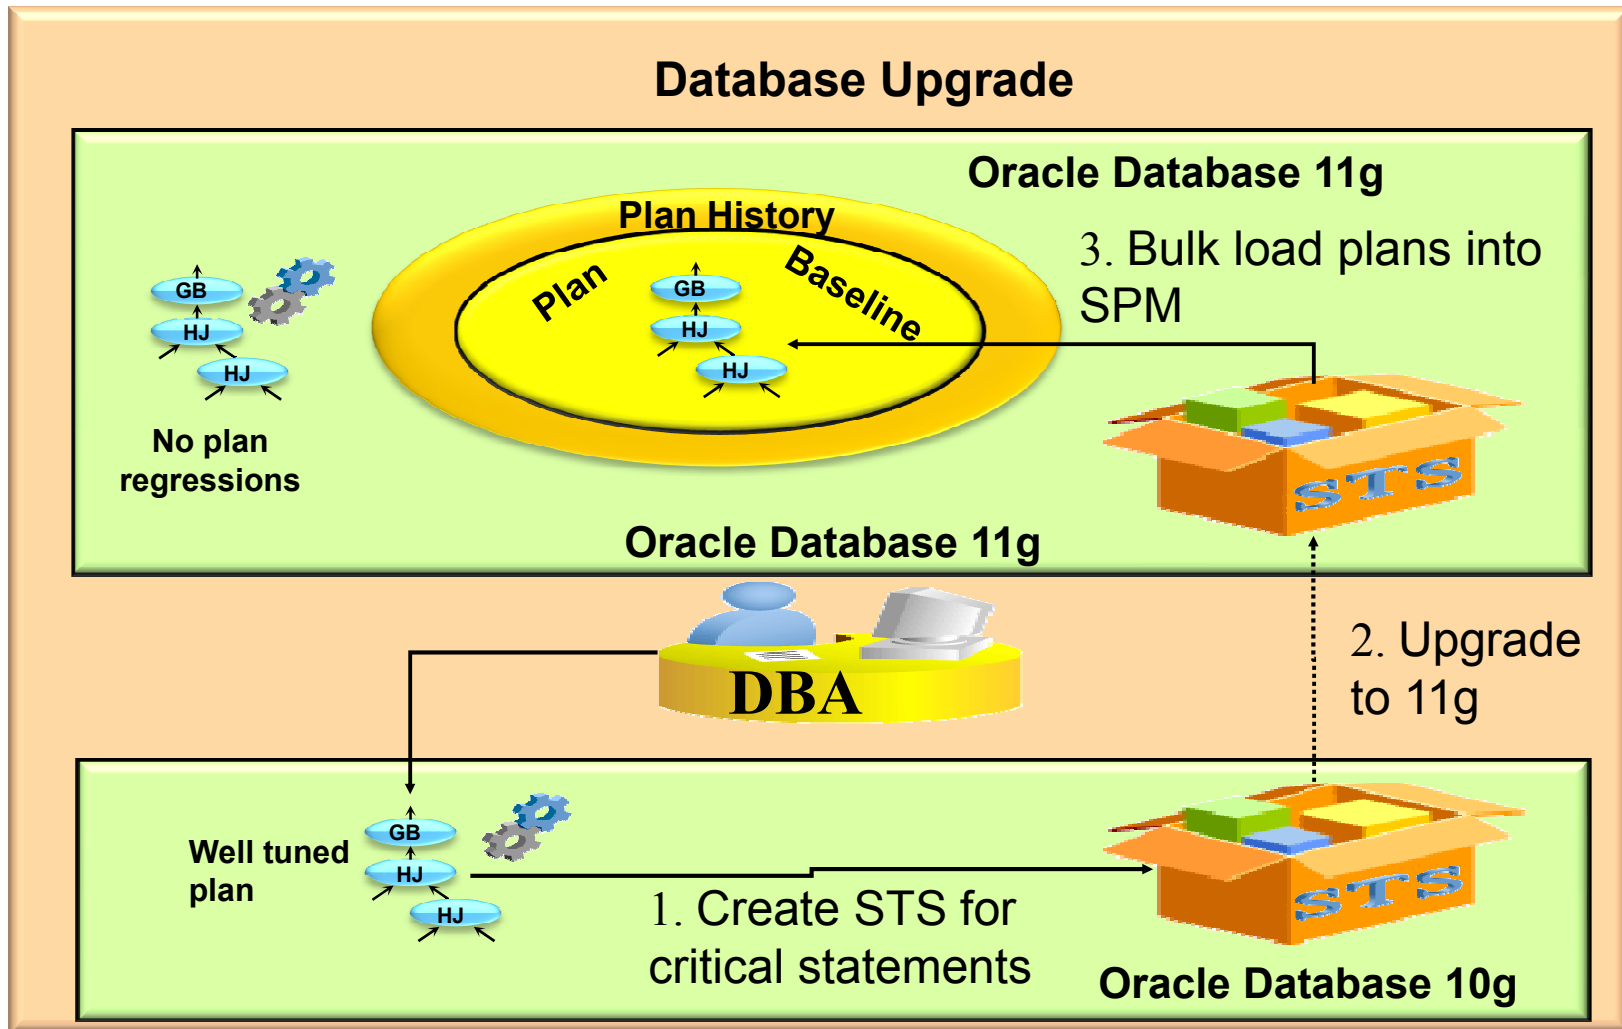 Database Upgrade
Oracle Database 11g
Plan History
Plan Baseline
GB
HJ
HJ
3. Bulk load plans into
SPM
GB
HJ
HJ
No plan
regressions
STS
Oracle Database 11g
DBA
2. Upgrade
to 11g
Well tuned
plan
GB
HJ
HJ
1. Create STS for
critical statements
STS
Oracle Database 10g